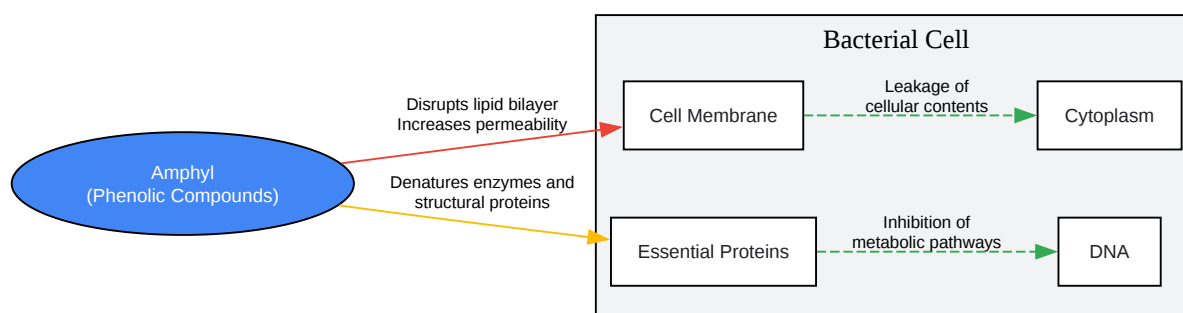 Bacterial Cell
Amphyl
(Phenolic Compounds)
Disrupts lipid bilayer
Increases permeability
Cell Membrane
Leakage of
cellular contents
Cytoplasm
Denatures enzymes and
structural proteins
Essential Proteins
Inhibition of
metabolic pathways
DNA